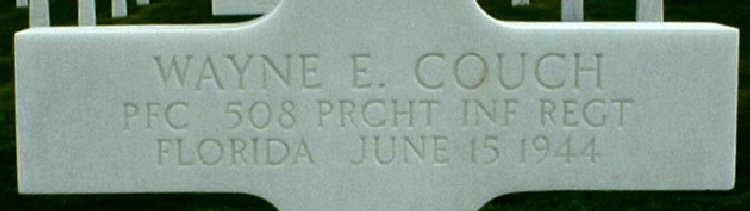 WAYNE E. COUCH
PFC 508 PRCHT INF REGT
FLORIDA JUNE 15 1944